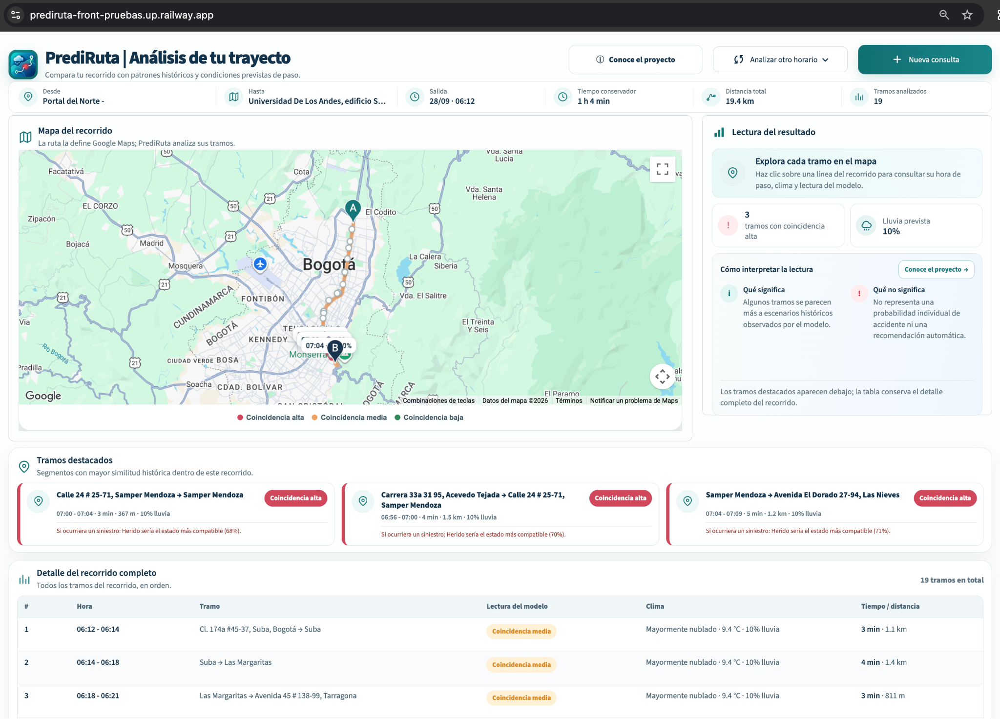 prediruta-front-pruebas.up.railway.app
PrediRuta | Análisis de tu trayecto
Compara tu recorrido con patrones históricos y condiciones previstas de paso.
Conoce el proyecto
Analizar otro horario
Nueva consulta
Desde
Portal del Norte -
Hasta
Universidad De Los Andes, edificio S...
Salida
28/09 · 06:12
Tiempo conservador
1 h 4 min
Distancia total
19.4 km
Tramos analizados
19
Mapa del recorrido
La ruta la define Google Maps; PrediRuta analiza sus tramos.
50
Vda. Santa
Lucia
Facatativá
Cota
Vda. Santa
Helena
21
EL CORZO
50
A
El Codito
50
Zipacón
50
21
Madrid
Bojacá
La Calera
Siberia
Bogotá
Mosquera
21
50
21
FONTIBÓN
Vda. El Salitre
CUNDINAMARCA
BOGOTÁ
Via
El Treinta
Y Seis
KENNEDY
07:04
B
0%
Monserra
Río Bogotá
CIUDAD VERDE
BOSA
21
Pradilla
Soacha
CDAD. BOLÍVAR
BOGOTÁ
El Paramo
Google
Combinaciones de teclas
Datos del mapa ©2026
Términos
Notificar un problema de Maps
Coincidencia alta
Coincidencia media
Coincidencia baja
Lectura del resultado
Explora cada tramo en el mapa
Haz clic sobre una línea del recorrido para consultar su hora de
paso, clima y lectura del modelo.
3
tramos con coincidencia
alta
Lluvia prevista
10%
Cómo interpretar la lectura
Conoce el proyecto →
Qué significa
Algunos tramos se parecen
más a escenarios históricos
observados por el modelo.
Qué no significa
No representa una
probabilidad individual de
accidente ni una
recomendación automática.
Los tramos destacados aparecen debajo; la tabla conserva el detalle
completo del recorrido.
Tramos destacados
Segmentos con mayor similitud histórica dentro de este recorrido.
Calle 24 # 25-71, Samper Mendoza → Samper Mendoza
Coincidencia alta
07:00 - 07:04 · 3 min · 367 m · 10% lluvia
Si ocurriera un siniestro: Herido sería el estado más compatible (68%).
Carrera 33a 31 95, Acevedo Tejada → Calle 24 # 25-71,
Samper Mendoza
Coincidencia alta
06:56 - 07:00 · 4 min · 1.5 km · 10% lluvia
Si ocurriera un siniestro: Herido sería el estado más compatible (70%).
Samper Mendoza → Avenida El Dorado 27-94, Las Nieves
Coincidencia alta
07:04 - 07:09 · 5 min · 1.2 km · 10% lluvia
Si ocurriera un siniestro: Herido sería el estado más compatible (71%).
Detalle del recorrido completo
Todos los tramos del recorrido, en orden.
19 tramos en total
# Hora Tramo Lectura del modelo Clima Tiempo / distancia
1 06:12 - 06:14 Cl. 174a #45-37, Suba, Bogotá → Suba Coincidencia media Mayormente nublado · 9.4 °C · 10% lluvia 3 min · 1.1 km
2 06:14 - 06:18 Suba → Las Margaritas Coincidencia media Mayormente nublado · 9.4 °C · 10% lluvia 4 min · 1.4 km
3 06:18 - 06:21 Las Margaritas → Avenida 45 # 138-99, Tarragona Coincidencia media Mayormente nublado · 9.4 °C · 10% lluvia 3 min · 811 m